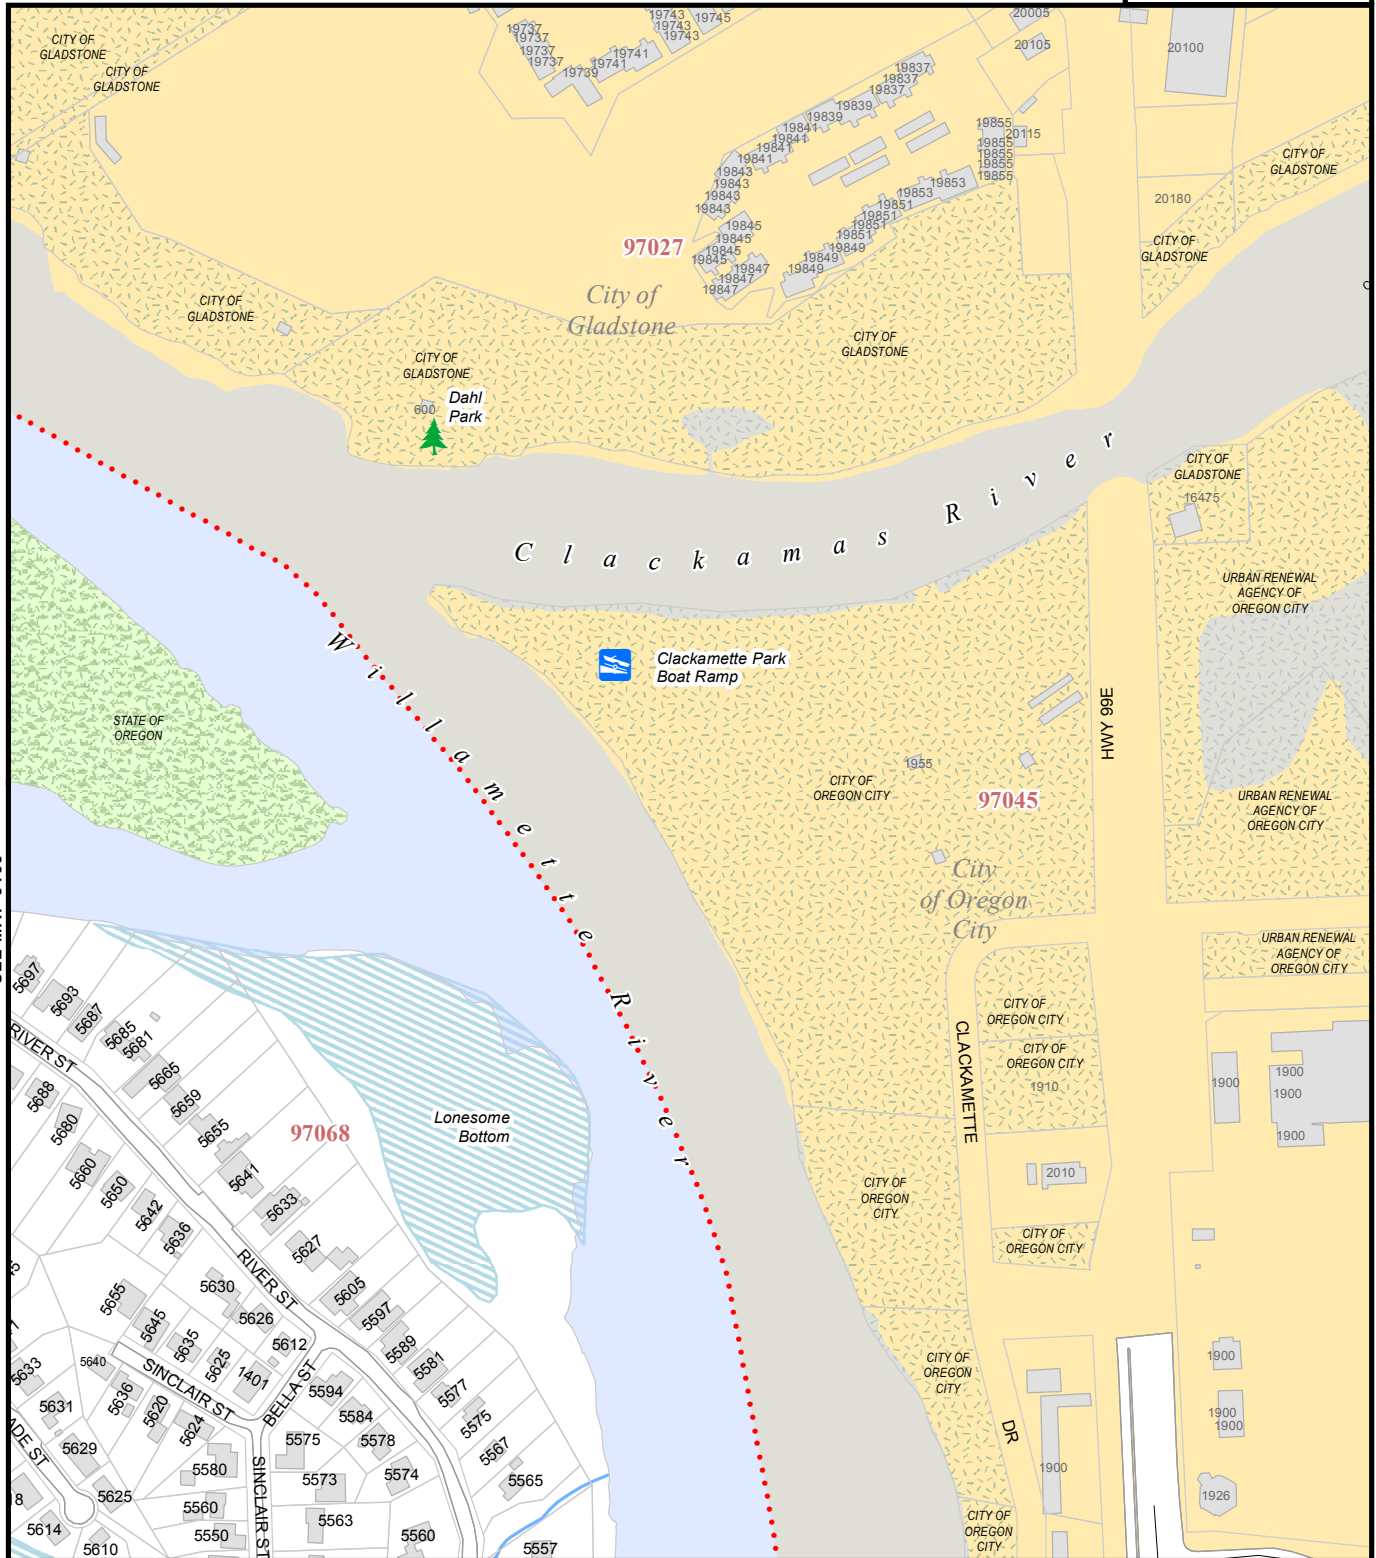 CITY OF
GLADSTONE
CITY OF
GLADSTONE
19737
19737
19737
19737
19739
19741
19741
19743
19743
19743
19745
20005
20105
20100
19837
19837
19837
19839
19839
19841
19841
19841
19841
19843
19843
19843
19843
19845
19845
19845
19845
19847
19847
19847
19849
19849
19851
19851
19851
19851
19853
19853
19855
19855
19855
19855
20115
CITY OF
GLADSTONE
20180
CITY OF
GLADSTONE
97027
City of
Gladstone
CITY OF
GLADSTONE
CITY OF
GLADSTONE
CITY OF
GLADSTONE
600
Dahl
Park
Clackamas River
CITY OF
GLADSTONE
16475
URBAN RENEWAL
AGENCY OF
OREGON CITY
Willamette River
Clackamette Park
Boat Ramp
HWY 99E
STATE OF
OREGON
1955
CITY OF
OREGON CITY
97045
URBAN RENEWAL
AGENCY OF
OREGON CITY
City
of Oregon
City
URBAN RENEWAL
AGENCY OF
OREGON CITY
CITY OF
OREGON CITY
CITY OF
OREGON CITY
1910
CLACKAMETTE
DR
1900
1900
1900
1900
2010
CITY OF
OREGON
CITY
CITY OF
OREGON CITY
CITY OF
OREGON
CITY
1900
1900
1900
1900
1926
CITY OF
OREGON
CITY
Lonesome
Bottom
97068
5697
5693
5687
5685
5681
5665
5659
5655
5641
5633
5627
5605
5597
5589
5581
5577
5575
5567
5565
5557
RIVER ST
5688
5680
5660
5650
5642
5636
RIVER ST
5630
5626
5612
5655
5645
5635
5625
1401
SINCLAIR ST
BELLA ST
5640
5636
5620
5624
5633
5631
5629
5625
5614
5610
5580
5560
5550
SINCLAIR ST
5594
5584
5578
5574
5575
5573
5563
5560